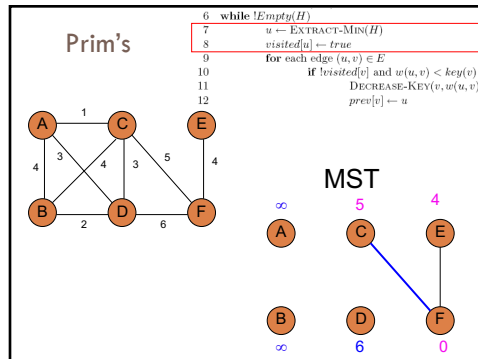 Prim's
6 while !Empty(H)
7 u ← EXTRACT-MIN(H)
8 visited[u] ← true
9 for each edge (u, v) ∈ E
10 if !visited[v] and w(u, v) < key(v)
11 DECREASE-KEY(v, w(u, v)
12 prev[v] ← u
1
A C E
4 3 4 3 5 4
B D F
2 6
MST
∞ 5 4
A C E
B D F
∞ 6 0